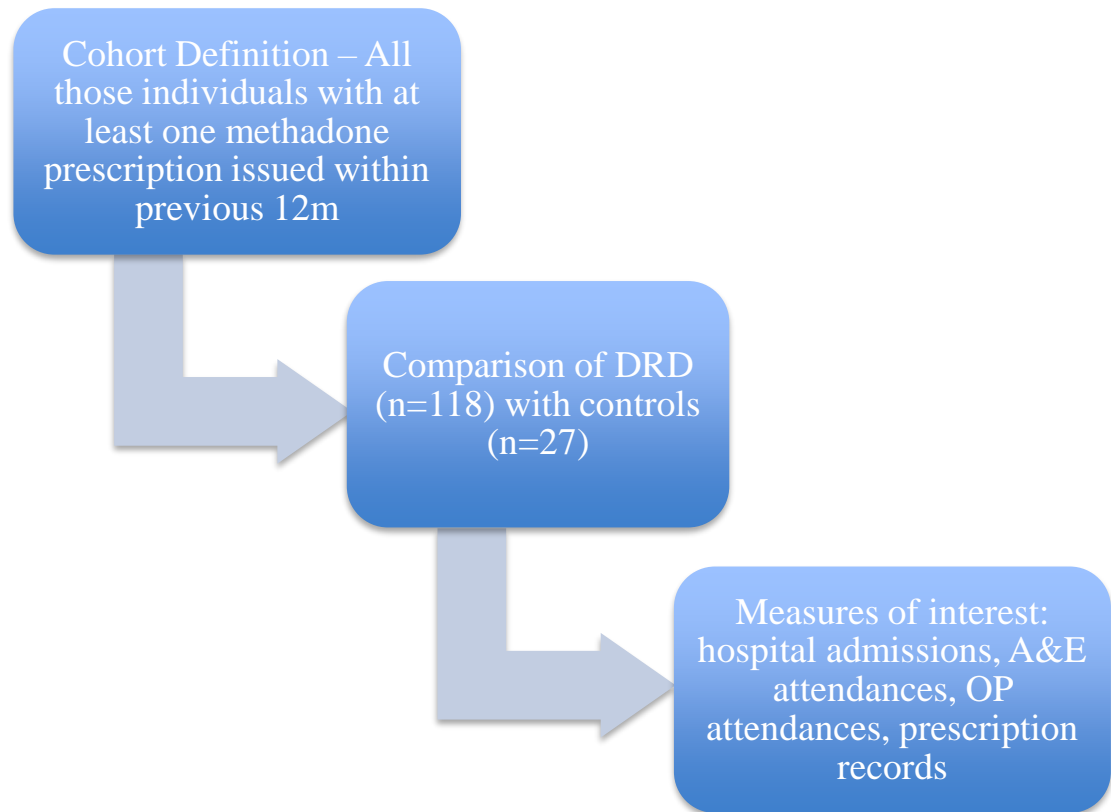 Cohort Definition – All
those individuals with at
least one methadone
prescription issued within
previous 12m
Comparison of DRD
(n=118) with controls
(n=27)
Measures of interest:
hospital admissions, A&E
attendances, OP
attendances, prescription
records